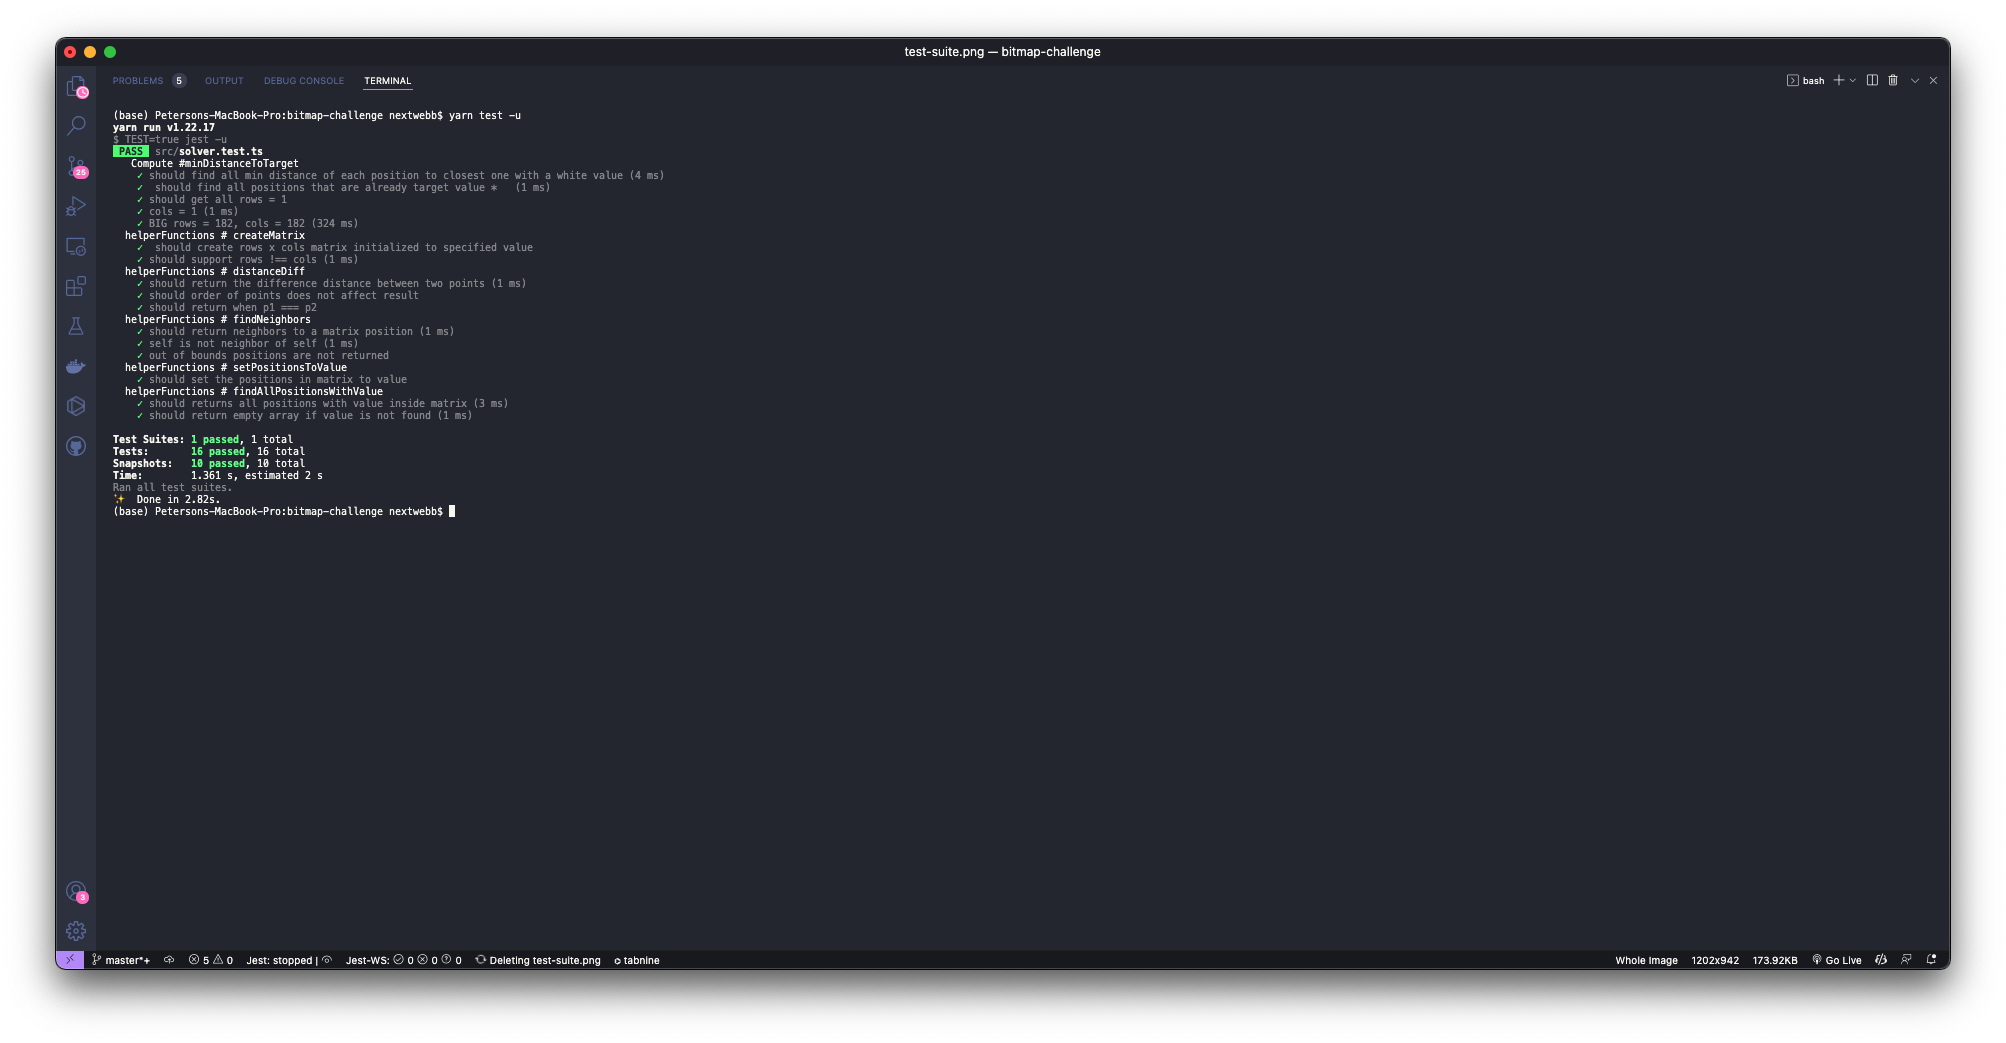 test-suite.png — bitmap-challenge
PROBLEMS 5 OUTPUT DEBUG CONSOLE TERMINAL
bash
(base) Petersons-MacBook-Pro:bitmap-challenge nextwebb$ yarn test -u
yarn run v1.22.17
$ TEST=true jest -u
PASS src/solver.test.ts
Compute #minDistanceToTarget
✓ should find all min distance of each position to closest one with a white value (4 ms)
✓ should find all positions that are already target value * (1 ms)
✓ should get all rows = 1
✓ cols = 1 (1 ms)
✓ BIG rows = 182, cols = 182 (324 ms)
helperFunctions # createMatrix
✓ should create rows x cols matrix initialized to specified value
✓ should support rows !== cols (1 ms)
helperFunctions # distanceDiff
✓ should return the difference distance between two points (1 ms)
✓ should order of points does not affect result
✓ should return when p1 === p2
helperFunctions # findNeighbors
✓ should return neighbors to a matrix position (1 ms)
✓ self is not neighbor of self (1 ms)
✓ out of bounds positions are not returned
helperFunctions # setPositionsToValue
✓ should set the positions in matrix to value
helperFunctions # findAllPositionsWithValue
✓ should returns all positions with value inside matrix (3 ms)
✓ should return empty array if value is not found (1 ms)
Test Suites: 1 passed, 1 total
Tests: 16 passed, 16 total
Snapshots: 10 passed, 10 total
Time: 1.361 s, estimated 2 s
Ran all test suites.
✨ Done in 2.82s.
(base) Petersons-MacBook-Pro:bitmap-challenge nextwebb$
25
3
master*+ 5 0 Jest: stopped | Jest-WS: 0 0 0 Deleting test-suite.png tabnine Whole Image 1202x942 173.92KB Go Live